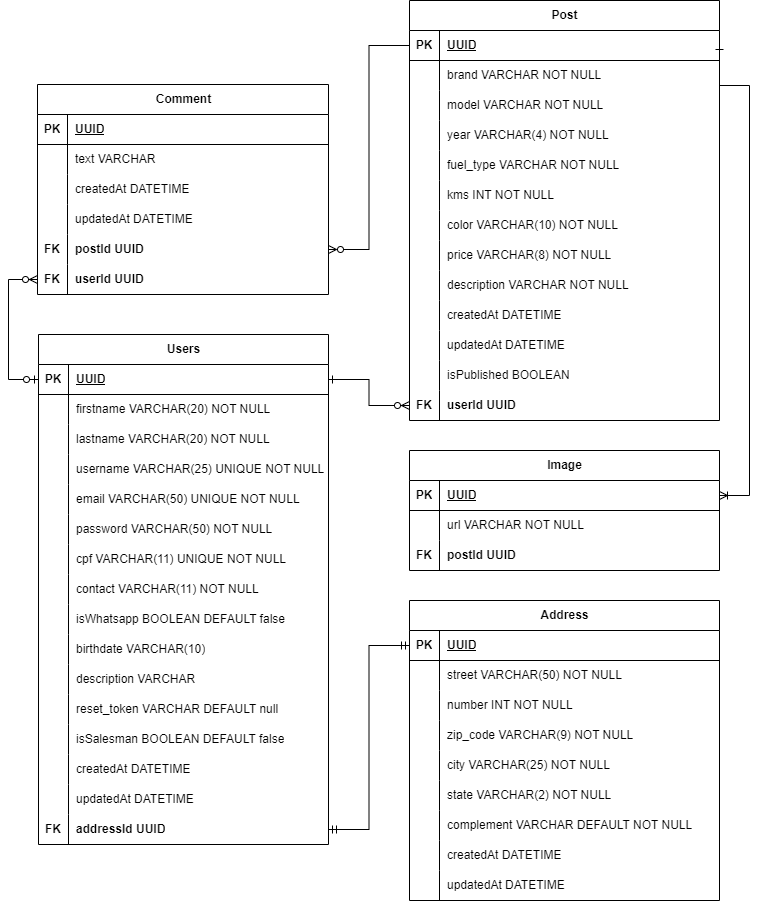 Post
PK UUID
brand VARCHAR NOT NULL
model VARCHAR NOT NULL
year VARCHAR(4) NOT NULL
fuel_type VARCHAR NOT NULL
kms INT NOT NULL
color VARCHAR(10) NOT NULL
price VARCHAR(8) NOT NULL
description VARCHAR NOT NULL
createdAt DATETIME
updatedAt DATETIME
isPublished BOOLEAN
FK userId UUID
Comment
PK UUID
text VARCHAR
createdAt DATETIME
updatedAt DATETIME
FK postId UUID
FK userId UUID
Users
PK UUID
firstname VARCHAR(20) NOT NULL
lastname VARCHAR(20) NOT NULL
username VARCHAR(25) UNIQUE NOT NULL
email VARCHAR(50) UNIQUE NOT NULL
password VARCHAR(50) NOT NULL
cpf VARCHAR(11) UNIQUE NOT NULL
contact VARCHAR(11) NOT NULL
isWhatsapp BOOLEAN DEFAULT false
birthdate VARCHAR(10)
description VARCHAR
reset_token VARCHAR DEFAULT null
isSalesman BOOLEAN DEFAULT false
createdAt DATETIME
updatedAt DATETIME
FK addressId UUID
Image
PK UUID
url VARCHAR NOT NULL
FK postId UUID
Address
PK UUID
street VARCHAR(50) NOT NULL
number INT NOT NULL
zip_code VARCHAR(9) NOT NULL
city VARCHAR(25) NOT NULL
state VARCHAR(2) NOT NULL
complement VARCHAR DEFAULT NOT NULL
createdAt DATETIME
updatedAt DATETIME